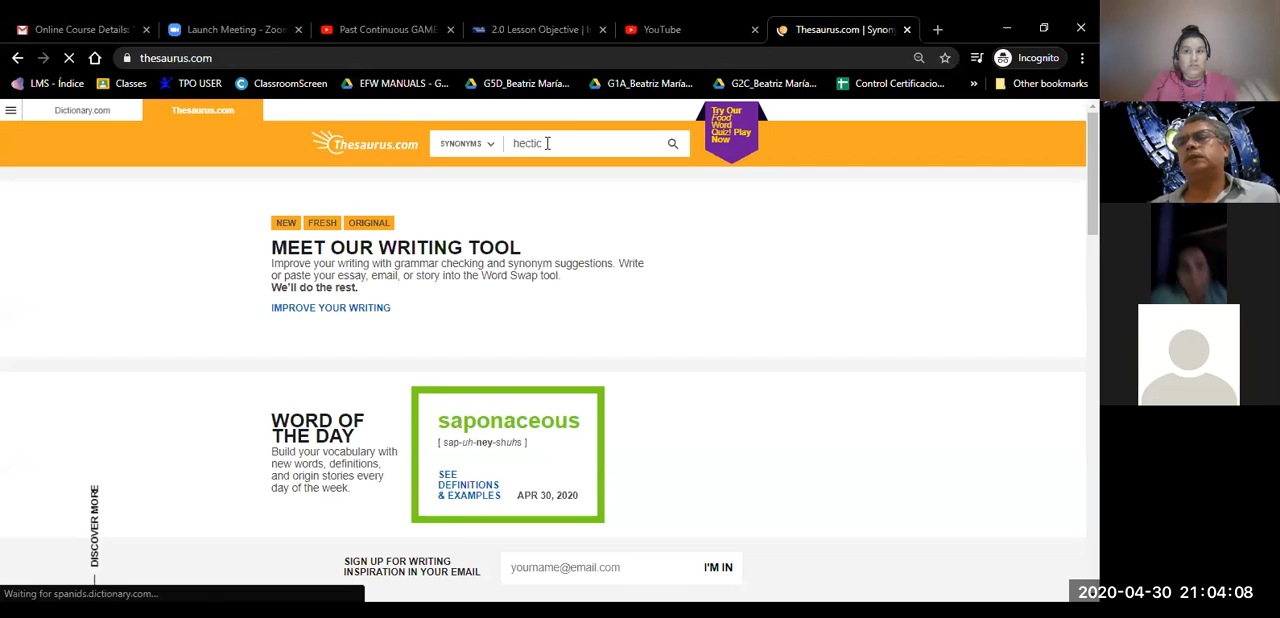 Online Course Details: "
Launch Meeting - Zoom
Past Continuous GAME
2.0 Lesson Objective | I
YouTube
Thesaurus.com | Synony
thesaurus.com
Incognito
LMS - Índice
Classes
TPO USER
ClassroomScreen
EFW MANUALS - G...
G5D_Beatriz María...
G1A_Beatriz María...
G2C_Beatriz María...
Control Certificacio...
»
Other bookmarks
Dictionary.com
Thesaurus.com
Thesaurus.com
SYNONYMS
hectic
Try Our
Food
Word
Quiz! Play
Now
NEW
FRESH
ORIGINAL
MEET OUR WRITING TOOL
Improve your writing with grammar checking and synonym suggestions. Write
or paste your essay, email, or story into the Word Swap tool.
We'll do the rest.
IMPROVE YOUR WRITING
WORD OF
THE DAY
Build your vocabulary with
new words, definitions,
and origin stories every
day of the week.
saponaceous
[ sap-uh-ney-shuhs ]
SEE
DEFINITIONS
& EXAMPLES
APR 30, 2020
DISCOVER MORE
SIGN UP FOR WRITING
INSPIRATION IN YOUR EMAIL
yourname@email.com
I'M IN
Waiting for spanids.dictionary.com...
2020-04-30 21:04:08